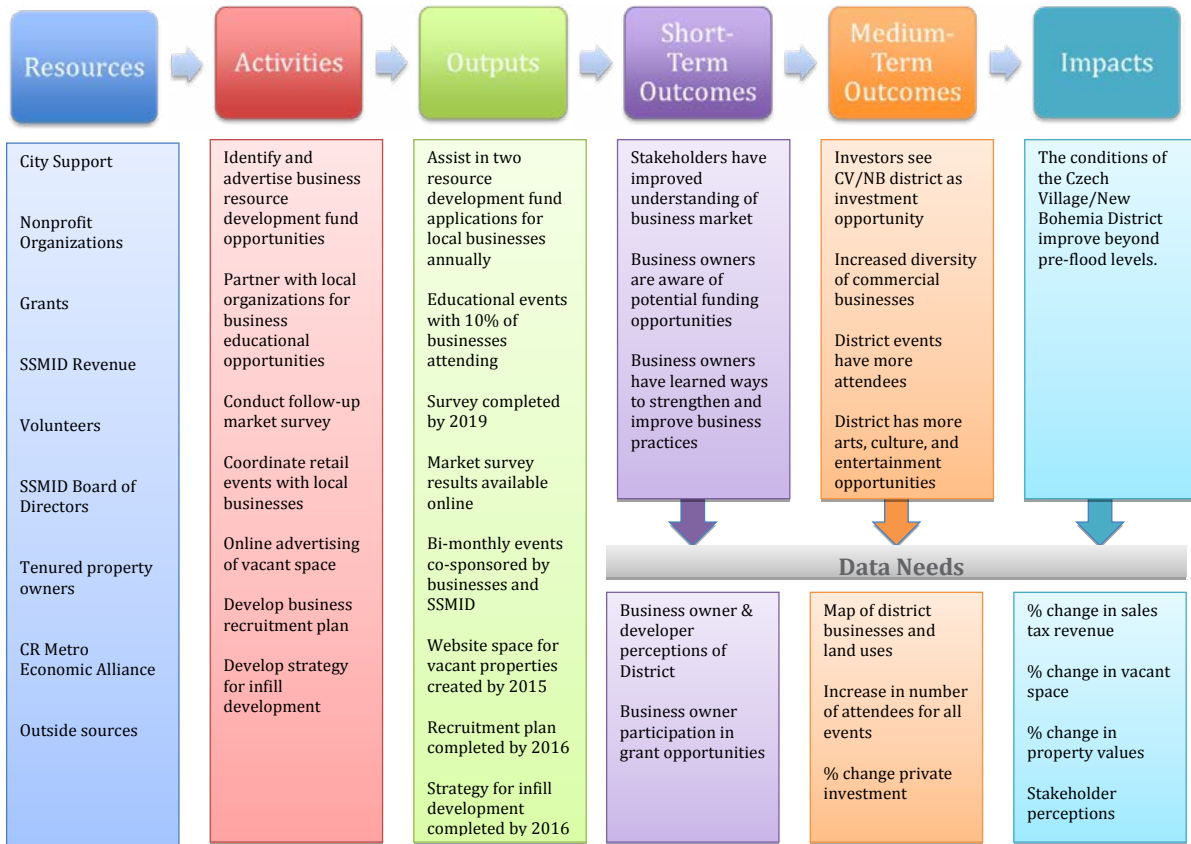 Resources
Activities
Outputs
Short-
Term
Outcomes
Medium-
Term
Outcomes
Impacts
City Support
Nonprofit
Organizations
Grants
SSMID Revenue
Volunteers
SSMID Board of
Directors
Tenured property
owners
CR Metro
Economic Alliance
Outside sources
Identify and
advertise business
resource
development fund
opportunities
Partner with local
organizations for
business
educational
opportunities
Conduct follow-up
market survey
Coordinate retail
events with local
businesses
Online advertising
of vacant space
Develop business
recruitment plan
Develop strategy
for infill
development
Assist in two
resource
development fund
applications for
local businesses
annually
Educational events
with 10% of
businesses
attending
Survey completed
by 2019
Market survey
results available
online
Bi-monthly events
co-sponsored by
businesses and
SSMID
Website space for
vacant properties
created by 2015
Recruitment plan
completed by 2016
Strategy for infill
development
completed by 2016
Stakeholders have
improved
understanding of
business market
Business owners
are aware of
potential funding
opportunities
Business owners
have learned ways
to strengthen and
improve business
practices
Investors see
CV/NB district as
investment
opportunity
Increased diversity
of commercial
businesses
District events
have more
attendees
District has more
arts, culture, and
entertainment
opportunities
The conditions of
the Czech
Village/New
Bohemia District
improve beyond
pre-flood levels.
Data Needs
Business owner &
developer
perceptions of
District
Business owner
participation in
grant opportunities
Map of district
businesses and
land uses
Increase in number
of attendees for all
events
% change private
investment
% change in sales
tax revenue
% change in vacant
space
% change in
property values
Stakeholder
perceptions